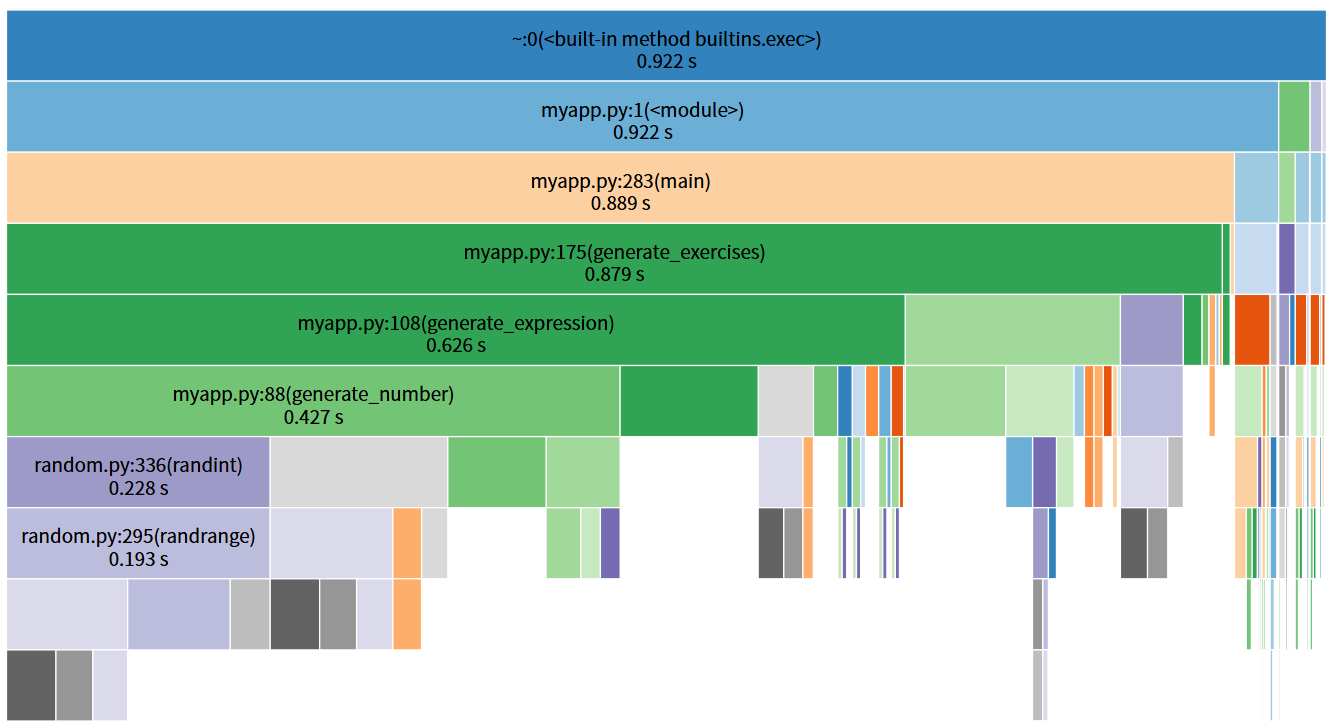 ~:0(<built-in method builtins.exec>)
0.922 s
myapp.py:1(<module>)
0.922 s
myapp.py:283(main)
0.889 s
myapp.py:175(generate_exercises)
0.879 s
myapp.py:108(generate_expression)
0.626 s
myapp.py:88(generate_number)
0.427 s
random.py:336(randint)
0.228 s
random.py:295(randrange)
0.193 s